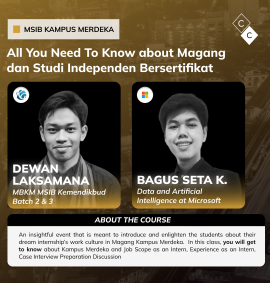 MSIB KAMPUS MERDEKA
C
C
All You Need To Know about Magang
dan Studi Independen Bersertifikat
DEWAN
LAKSAMANA
MBKM MSIB Kemendikbud
Batch 2 & 3
BAGUS SETA K.
Data and Artificial
Intelligence at Microsoft
ABOUT THE COURSE
An insightful event that is meant to introduce and enlighten the students about their
dream internship's work culture in Magang Kampus Merdeka. In this class, you will get
to know about Kampus Merdeka and Job Scope as an Intern, Experience as an Intern,
Case Interview Preparation Discussion